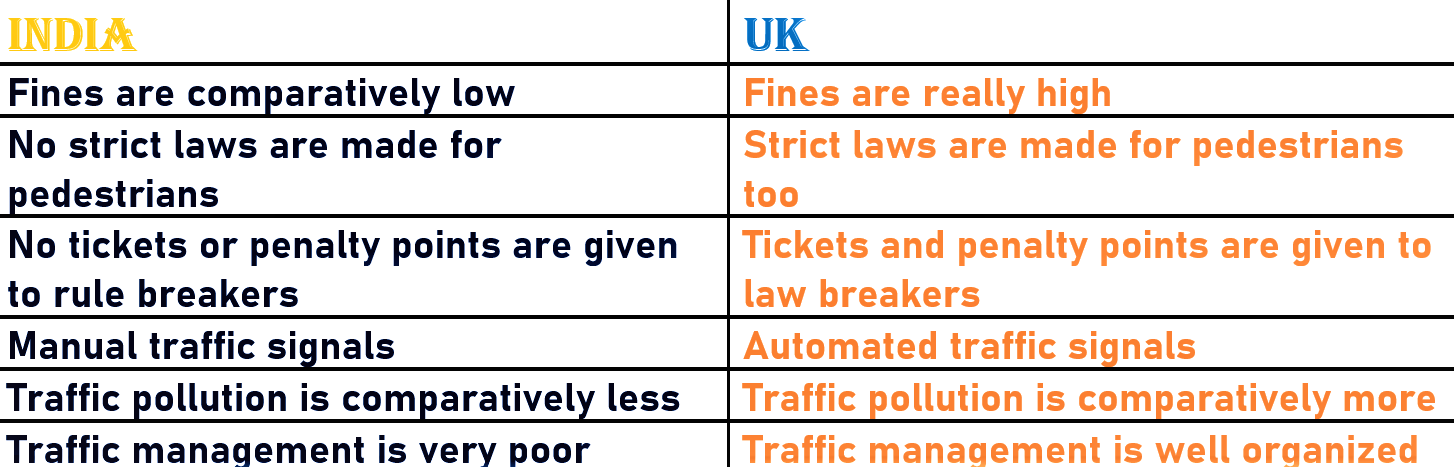 INDIA
UK
Fines are comparatively low
Fines are really high
No strict laws are made for
pedestrians
Strict laws are made for pedestrians
too
No tickets or penalty points are given
to rule breakers
Tickets and penalty points are given to
law breakers
Manual traffic signals
Automated traffic signals
Traffic pollution is comparatively less
Traffic pollution is comparatively more
Traffic management is very poor
Traffic management is well organized